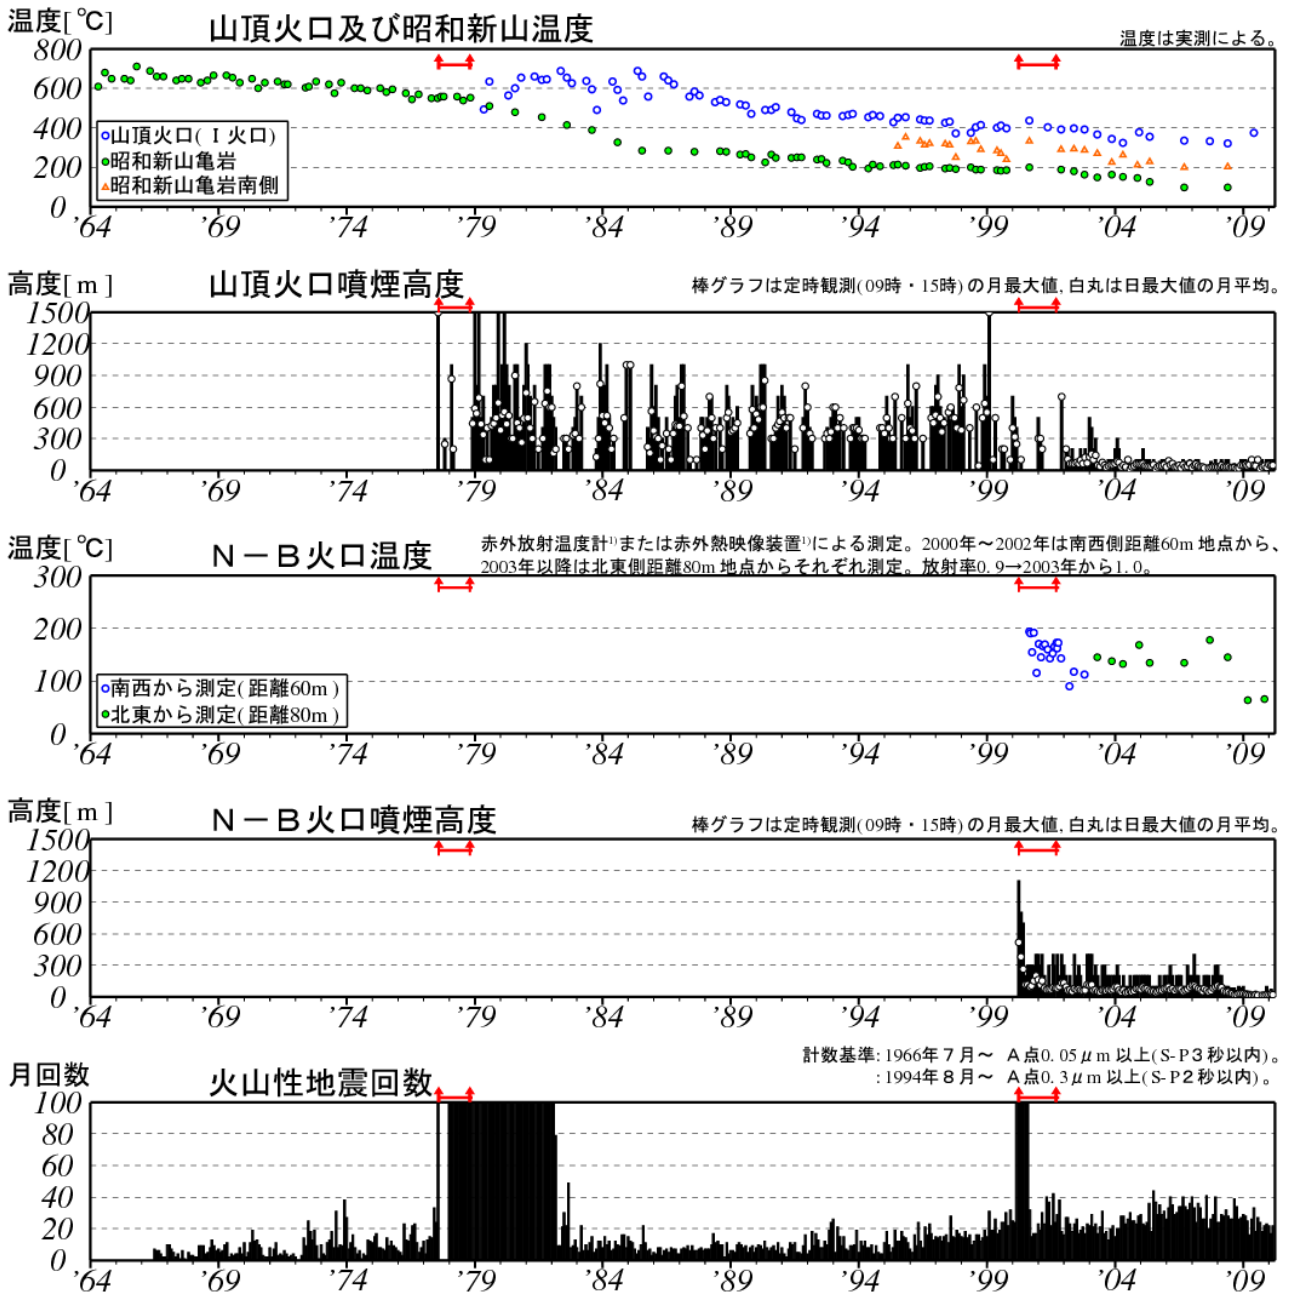 温度[℃]
山頂火口及び昭和新山温度
温度は実測による。
800
600
400
200
0
山頂火口(Ⅰ火口)
昭和新山亀岩
昭和新山亀岩南側
'64 '69 '74 '79 '84 '89 '94 '99 '04 '09
高度[m]
山頂火口噴煙高度
棒グラフは定時観測(09時・15時)の月最大値,白丸は日最大値の月平均。
1500
1200
900
600
300
0
'64 '69 '74 '79 '84 '89 '94 '99 '04 '09
温度[℃]
N－B火口温度
赤外放射温度計1)または赤外熱映像装置1)による測定。2000年～2002年は南西側距離60m地点から、
2003年以降は北東側距離80m地点からそれぞれ測定。放射率0.9→2003年から1.0。
300
200
100
0
南西から測定(距離60m)
北東から測定(距離80m)
'64 '69 '74 '79 '84 '89 '94 '99 '04 '09
高度[m]
N－B火口噴煙高度
棒グラフは定時観測(09時・15時)の月最大値,白丸は日最大値の月平均。
1500
1200
900
600
300
0
'64 '69 '74 '79 '84 '89 '94 '99 '04 '09
月回数
火山性地震回数
計数基準:1966年7月～ A点0.05μm以上(S-P3秒以内)。
:1994年8月～ A点0.3μm以上(S-P2秒以内)。
100
80
60
40
20
0
'64 '69 '74 '79 '84 '89 '94 '99 '04 '09